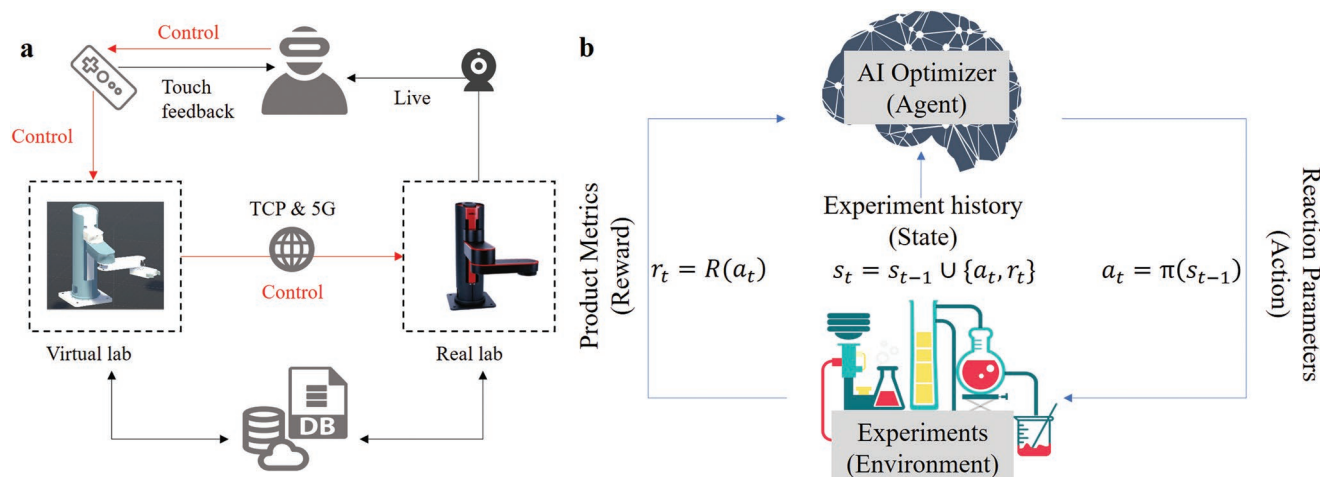 a
Control
Touch
feedback
Live
Control
TCP & 5G
Control
Virtual lab
Real lab
DB
b
AI Optimizer
(Agent)
Experiment history
(State)
Product Metrics
(Reward)
r_t = R(a_t)
s_t = s_{t−1} ∪ {a_t, r_t}
a_t = π(s_{t−1})
Reaction Parameters
(Action)
Experiments
(Environment)